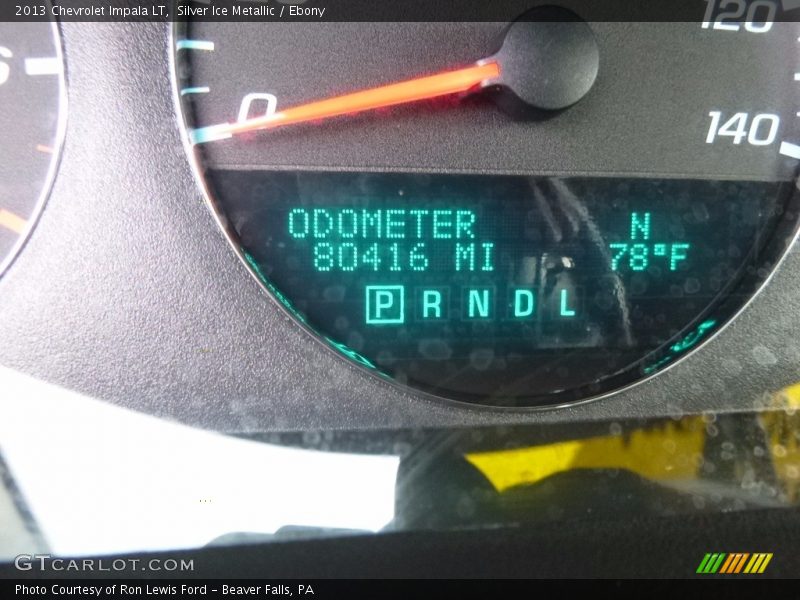 2013 Chevrolet Impala LT, Silver Ice Metallic / Ebony
120
0
140
ODOMETER N
80416 MI 78°F
P R N D L
GTCARLOT.COM
Photo Courtesy of Ron Lewis Ford - Beaver Falls, PA